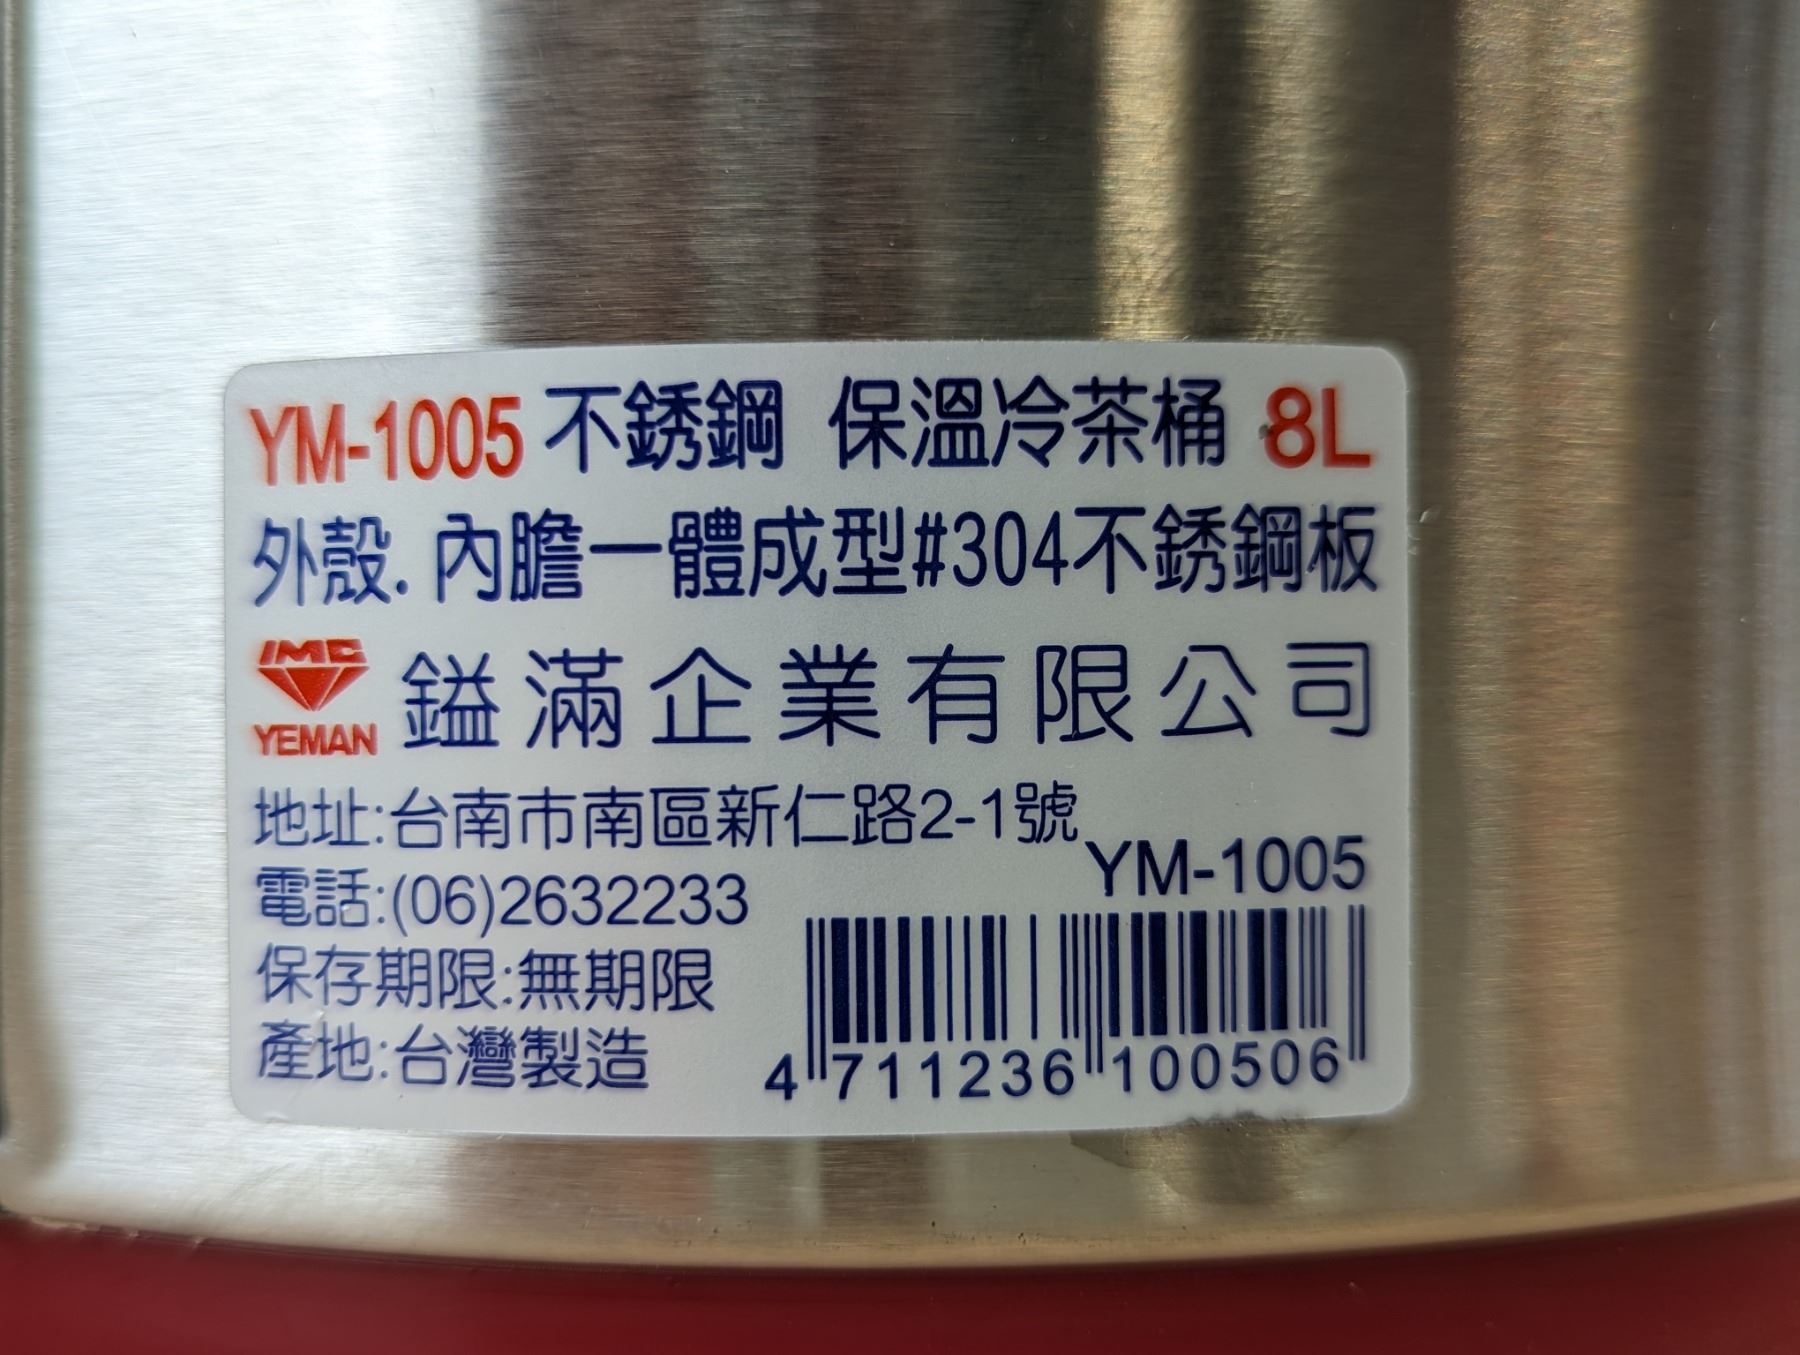 YM-1005 不銹鋼 保溫冷茶桶 8L
外殼.內膽一體成型#304不銹鋼板
IMC
YEMAN
鎰滿企業有限公司
地址:台南市南區新仁路2-1號
電話:(06)2632233
保存期限:無期限
產地:台灣製造
YM-1005
4 711236 100506